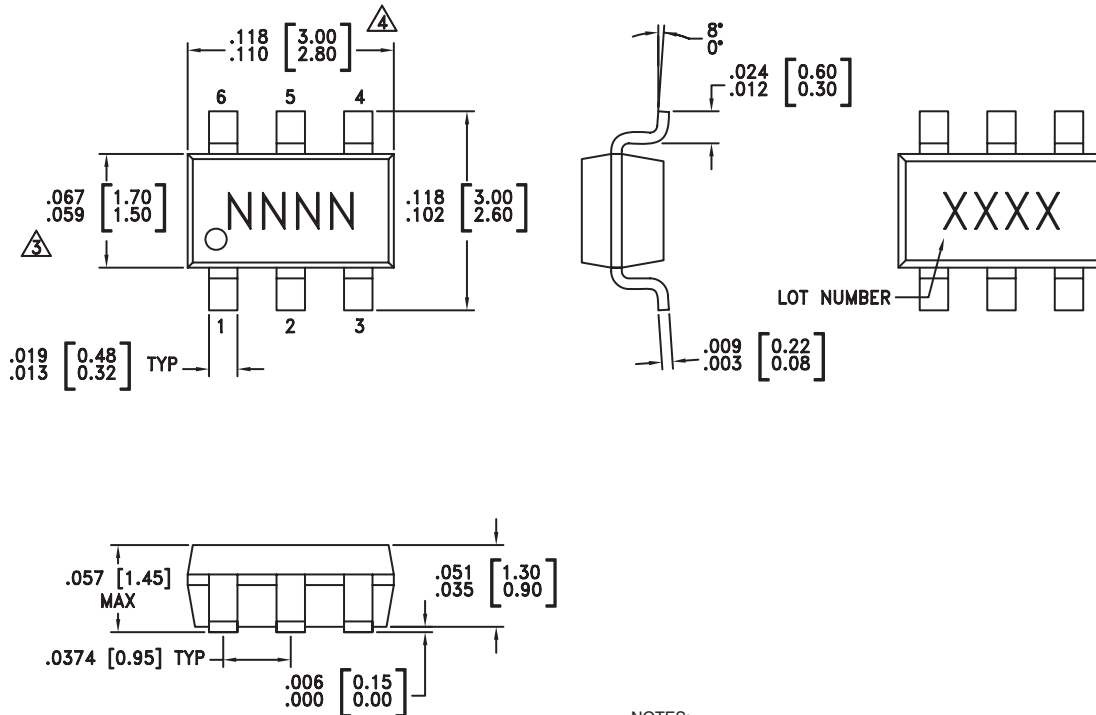 .118 [3.00]
.110 [2.80]
4
6 5 4
NNNN
.067 [1.70]
.059 [1.50]
3
.118 [3.00]
.102 [2.60]
1 2 3
.019 [0.48]
.013 [0.32]
TYP
8°
0°
.024 [0.60]
.012 [0.30]
.009 [0.22]
.003 [0.08]
XXXX
LOT NUMBER
.057 [1.45]
MAX
.051 [1.30]
.035 [0.90]
.0374 [0.95] TYP
.006 [0.15]
.000 [0.00]
NOTES: